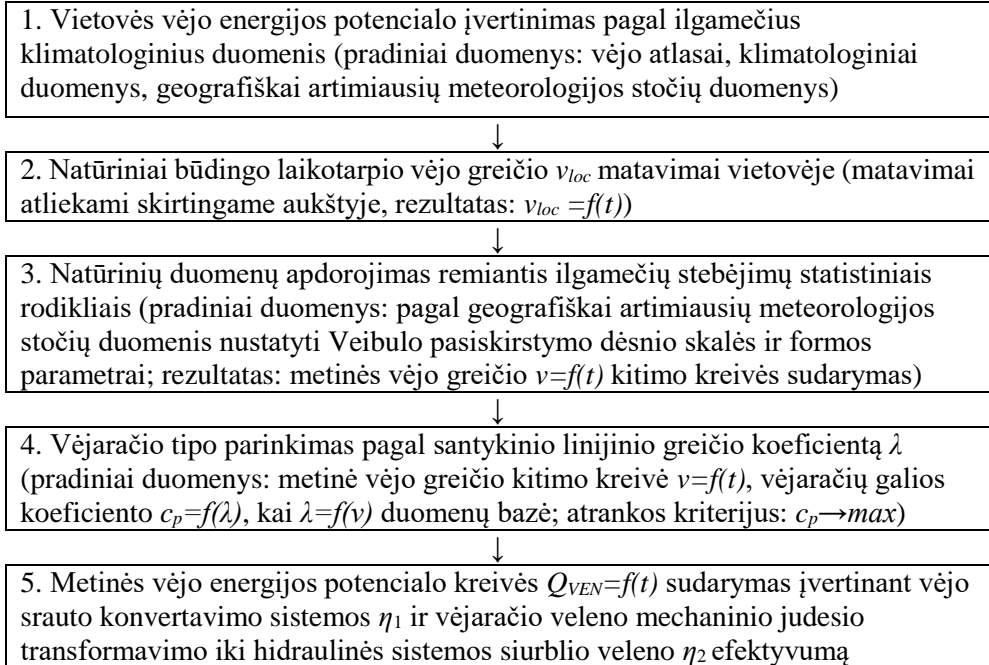 1. Vietovės vėjo energijos potencialo įvertinimas pagal ilgamečius
klimatologinius duomenis (pradiniai duomenys: vėjo atlasai, klimatologiniai
duomenys, geografiškai artimiausių meteorologijos stočių duomenys)
↓
2. Natūriniai būdingo laikotarpio vėjo greičio v_loc matavimai vietovėje (matavimai
atliekami skirtingame aukštyje, rezultatas: v_loc =f(t))
↓
3. Natūrinių duomenų apdorojimas remiantis ilgamečių stebėjimų statistiniais
rodikliais (pradiniai duomenys: pagal geografiškai artimiausių meteorologijos
stočių duomenis nustatyti Veibulo pasiskirstymo dėsnio skalės ir formos
parametrai; rezultatas: metinės vėjo greičio v=f(t) kitimo kreivės sudarymas)
↓
4. Vėjaračio tipo parinkimas pagal santykinio linijinio greičio koeficientą λ
(pradiniai duomenys: metinė vėjo greičio kitimo kreivė v=f(t), vėjaračių galios
koeficiento c_p=f(λ), kai λ=f(v) duomenų bazė; atrankos kriterijus: c_p→max)
↓
5. Metinės vėjo energijos potencialo kreivės Q_VEN=f(t) sudarymas įvertinant vėjo
srauto konvertavimo sistemos η₁ ir vėjaračio veleno mechaninio judesio
transformavimo iki hidraulinės sistemos siurblio veleno η₂ efektyvumą